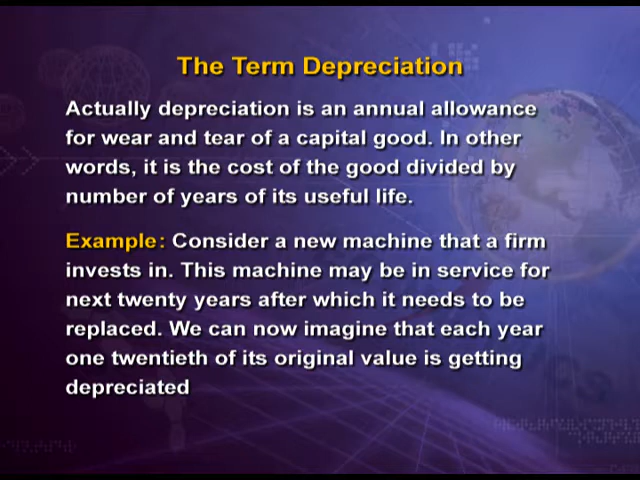 The Term Depreciation
Actually depreciation is an annual allowance
for wear and tear of a capital good. In other
words, it is the cost of the good divided by
number of years of its useful life.
Example: Consider a new machine that a firm
invests in. This machine may be in service for
next twenty years after which it needs to be
replaced. We can now imagine that each year
one twentieth of its original value is getting
depreciated